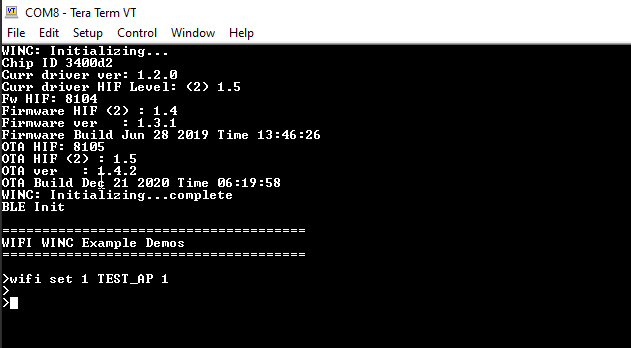 COM8 - Tera Term VT
File Edit Setup Control Window Help
WINC: Initializing...
Chip ID 3400d2
Curr driver ver: 1.2.0
Curr driver HIF Level: (2) 1.5
Fw HIF: 8104
Firmware HIF (2) : 1.4
Firmware ver   : 1.3.1
Firmware Build Jun 28 2019 Time 13:46:26
OTA HIF: 8105
OTA HIF (2) : 1.5
OTA ver   : 1.4.2
OTA Build Dec 21 2020 Time 06:19:58
WINC: Initializing...complete
BLE Init
======================================
WIFI WINC Example Demos
======================================
>wifi set 1 TEST_AP 1
>
>